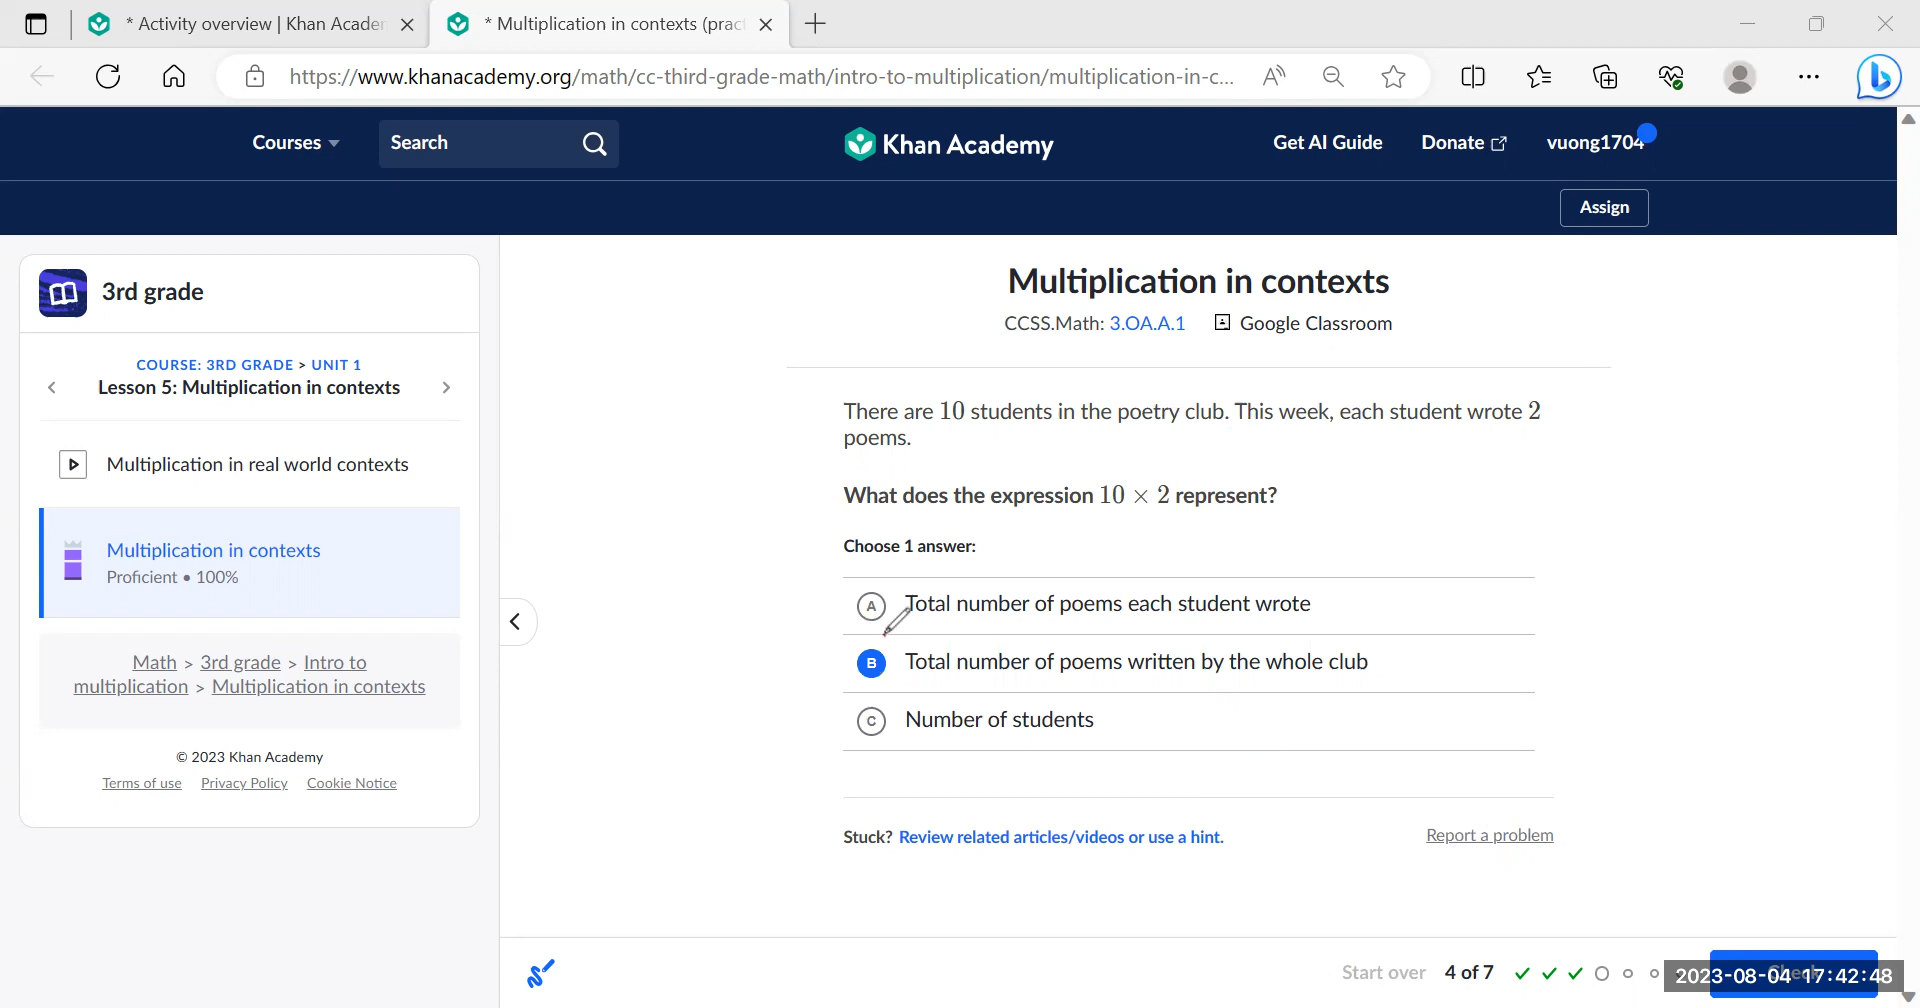 * Activity overview | Khan Academ
* Multiplication in contexts (pract
https://www.khanacademy.org/math/cc-third-grade-math/intro-to-multiplication/multiplication-in-c...
Courses
Search
Khan Academy
Get AI Guide
Donate
vuong1704
Assign
3rd grade
COURSE: 3RD GRADE > UNIT 1
Lesson 5: Multiplication in contexts
Multiplication in real world contexts
Multiplication in contexts
Proficient • 100%
Math > 3rd grade > Intro to
multiplication > Multiplication in contexts
© 2023 Khan Academy
Terms of use Privacy Policy Cookie Notice
Multiplication in contexts
CCSS.Math: 3.OA.A.1 Google Classroom
There are 10 students in the poetry club. This week, each student wrote 2
poems.
What does the expression 10 × 2 represent?
Choose 1 answer:
A Total number of poems each student wrote
B Total number of poems written by the whole club
C Number of students
Stuck? Review related articles/videos or use a hint.
Report a problem
Start over 4 of 7
2023-08-04 17:42:48